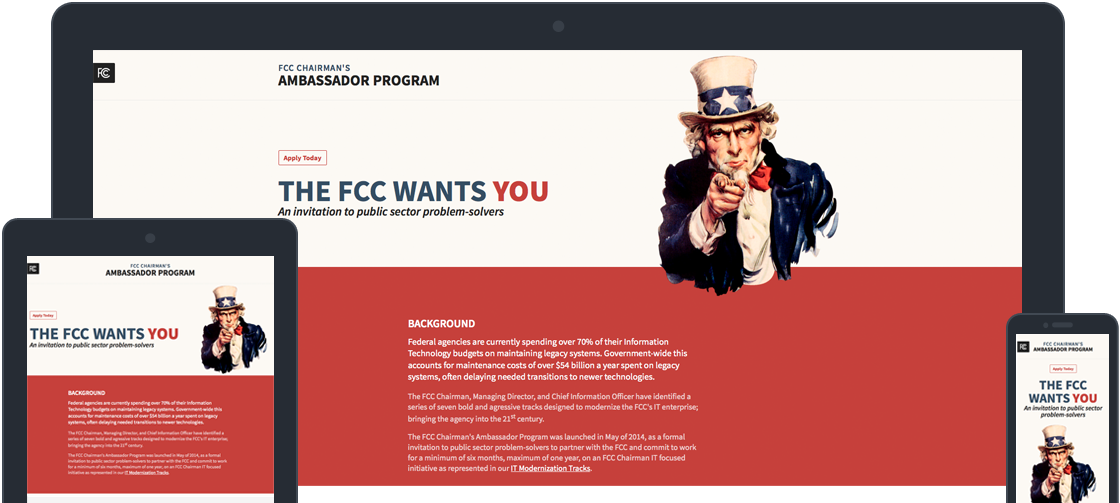 FCC
FCC CHAIRMAN'S
AMBASSADOR PROGRAM
Apply Today
THE FCC WANTS YOU
An invitation to public sector problem-solvers
BACKGROUND
Federal agencies are currently spending over 70% of their Information
Technology budgets on maintaining legacy systems. Government-wide this
accounts for maintenance costs of over $54 billion a year spent on legacy
systems, often delaying needed transitions to newer technologies.
The FCC Chairman, Managing Director, and Chief Information Officer have identified a
series of seven bold and agressive tracks designed to modernize the FCC's IT enterprise;
bringing the agency into the 21st century.
The FCC Chairman's Ambassador Program was launched in May of 2014, as a formal
invitation to public sector problem-solvers to partner with the FCC and commit to work
for a minimum of six months, maximum of one year, on an FCC Chairman IT focused
initiative as represented in our IT Modernization Tracks.
FCC
FCC CHAIRMAN'S
AMBASSADOR PROGRAM
Apply Today
THE FCC WANTS YOU
An invitation to public sector problem-solvers
BACKGROUND
Federal agencies are currently spending over 70% of their Information
Technology budgets on maintaining legacy systems. Government-wide this
accounts for maintenance costs of over $54 billion a year spent on legacy
systems, often delaying needed transitions to newer technologies.
The FCC Chairman, Managing Director, and Chief Information Officer have identified a
series of seven bold and agressive tracks designed to modernize the FCC's IT enterprise;
bringing the agency into the 21st century.
The FCC Chairman's Ambassador Program was launched in May of 2014, as a formal
invitation to public sector problem-solvers to partner with the FCC and commit to work
for a minimum of six months, maximum of one year, on an FCC Chairman IT focused
initiative as represented in our IT Modernization Tracks.
FCC
FCC CHAIRMAN'S
AMBASSADOR PROGRAM
Apply Today
THE FCC
WANTS YOU
An invitation to public sector
problem-solvers